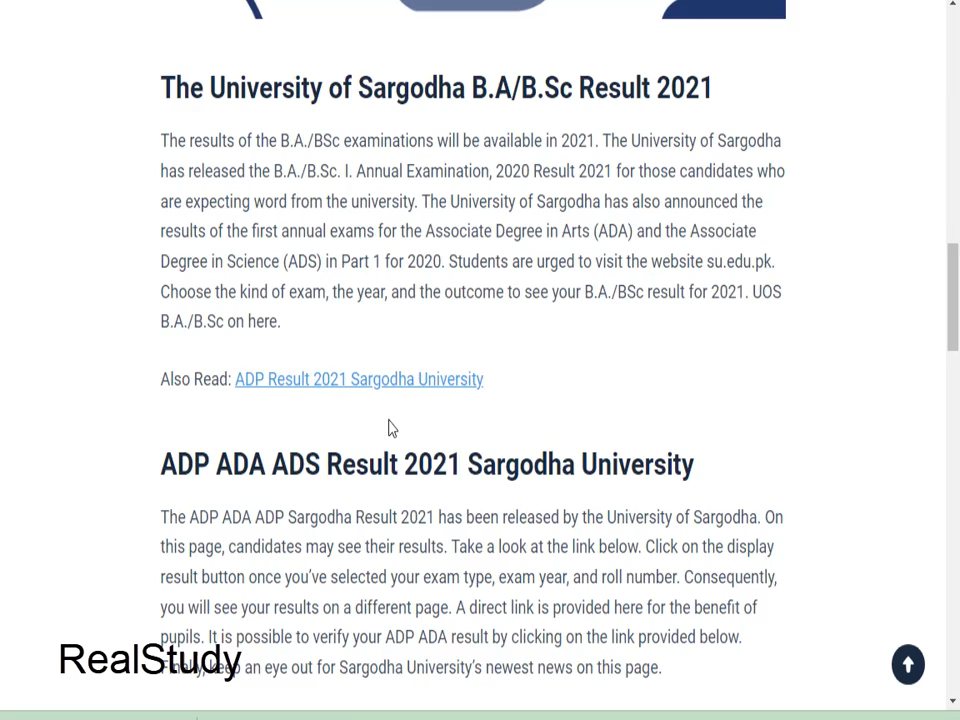 The University of Sargodha B.A/B.Sc Result 2021
The results of the B.A./BSc examinations will be available in 2021. The University of Sargodha
has released the B.A./B.Sc. I. Annual Examination, 2020 Result 2021 for those candidates who
are expecting word from the university. The University of Sargodha has also announced the
results of the first annual exams for the Associate Degree in Arts (ADA) and the Associate
Degree in Science (ADS) in Part 1 for 2020. Students are urged to visit the website su.edu.pk.
Choose the kind of exam, the year, and the outcome to see your B.A./BSc result for 2021. UOS
B.A./B.Sc on here.
Also Read: ADP Result 2021 Sargodha University
ADP ADA ADS Result 2021 Sargodha University
The ADP ADA ADP Sargodha Result 2021 has been released by the University of Sargodha. On
this page, candidates may see their results. Take a look at the link below. Click on the display
result button once you’ve selected your exam type, exam year, and roll number. Consequently,
you will see your results on a different page. A direct link is provided here for the benefit of
pupils. It is possible to verify your ADP ADA result by clicking on the link provided below.
Finally, keep an eye out for Sargodha University’s newest news on this page.
RealStudy